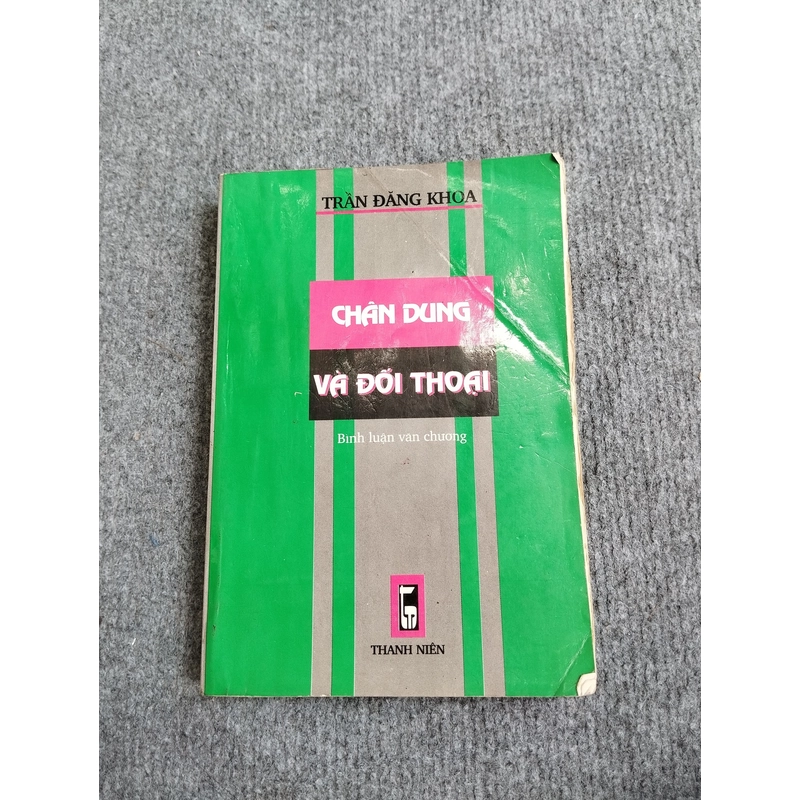 TRẦN ĐĂNG KHOA
CHÂN DUNG
VÀ ĐỐI THOẠI
Bình luận văn chương
THANH NIÊN